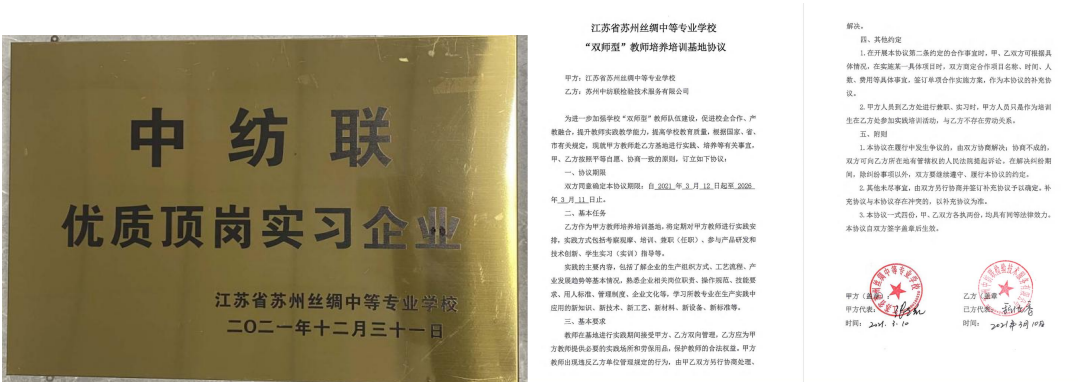 中纺联
优质顶岗实习企业
江苏省苏州丝绸中等专业学校
二〇二一年十二月三十一日
江苏省苏州丝绸中等专业学校
“双师型”教师培养培训基地协议
甲方：江苏省苏州丝绸中等专业学校
乙方：苏州中纺联检验技术服务有限公司
为进一步加强学校“双师型”教师队伍建设，促进校企合作、产
教融合，提升教师实践教学能力，提高学校教育质量，根据国家、省、
市有关规定，现就甲方教师赴乙方基地进行实践、培养等有关事宜，
甲、乙方按照平等自愿、协商一致的原则，订立如下协议：
一、协议期限
双方同意确定本协议期限：自 2021 年 3 月 12 日起至 2026
年 3 月 11 日止。
二、基本任务
乙方作为甲方教师培养培训基地，将定期对甲方教师进行实践安
排，实践方式包括考察观摩、培训、兼职（任职）、参与产品研发和
技术创新、学生实习（实训）指导等。
实践的主要内容，包括了解企业的生产组织方式、工艺流程、产
业发展趋势等基本情况，熟悉企业相关岗位职责、操作规范、技能要
求、用人标准、管理制度、企业文化等，学习所教专业在生产实践中
应用的新知识、新技术、新工艺、新材料、新设备、新标准等。
三、基本要求
教师在基地进行实践期间接受甲方、乙方双向管理，乙方应为甲
方教师提供必要的实践场所和劳保用品，保护教师的合法权益。甲方
教师出现违反乙方单位管理规定的行为，由甲乙双方另行协商处理、
解决。
四、其他约定
1.在开展本协议第二条约定的合作事宜时，甲、乙双方可根据具
体情况，在实施某一具体项目时，双方商定合作项目名称、时间、人
数、费用等具体事宜，签订单项合作实施方案，作为本协议的补充协
议。
2.甲方人员到乙方处进行兼职、实习时，甲方人员只是作为培训
生在乙方处参加实践培训活动，与乙方不存在劳动关系。
五、附则
1.本协议在履行中发生争议的，由双方协商解决；协商不成的，
双方可向乙方所在地有管辖权的人民法院提起诉讼。在解决纠纷期
间，除纠纷事项以外，双方要继续遵守、履行本协议的约定。
2.其他未尽事宜，由双方另行协商并签订补充协议予以确定。补
充协议与本协议存在冲突的，以补充协议为准。
3.本协议一式四份，甲、乙双方各执两份，均具有同等法律效力。
本协议自双方签字盖章后生效。
甲方（盖章）：
乙方（盖章）
甲方代表：
乙方代表：
时间：2021.3.10
时间：2021年3月10日